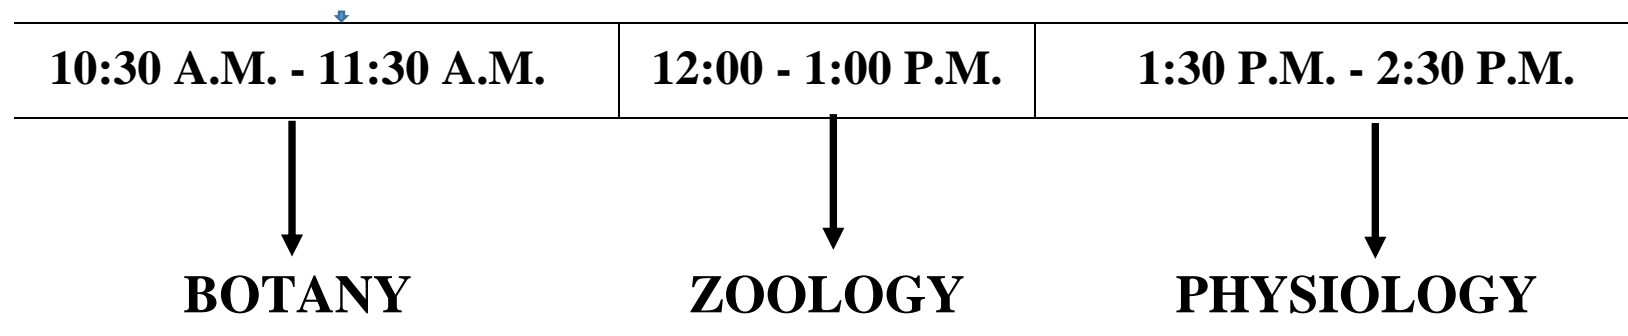 10:30 A.M. - 11:30 A.M. 12:00 - 1:00 P.M. 1:30 P.M. - 2:30 P.M.
BOTANY ZOOLOGY PHYSIOLOGY